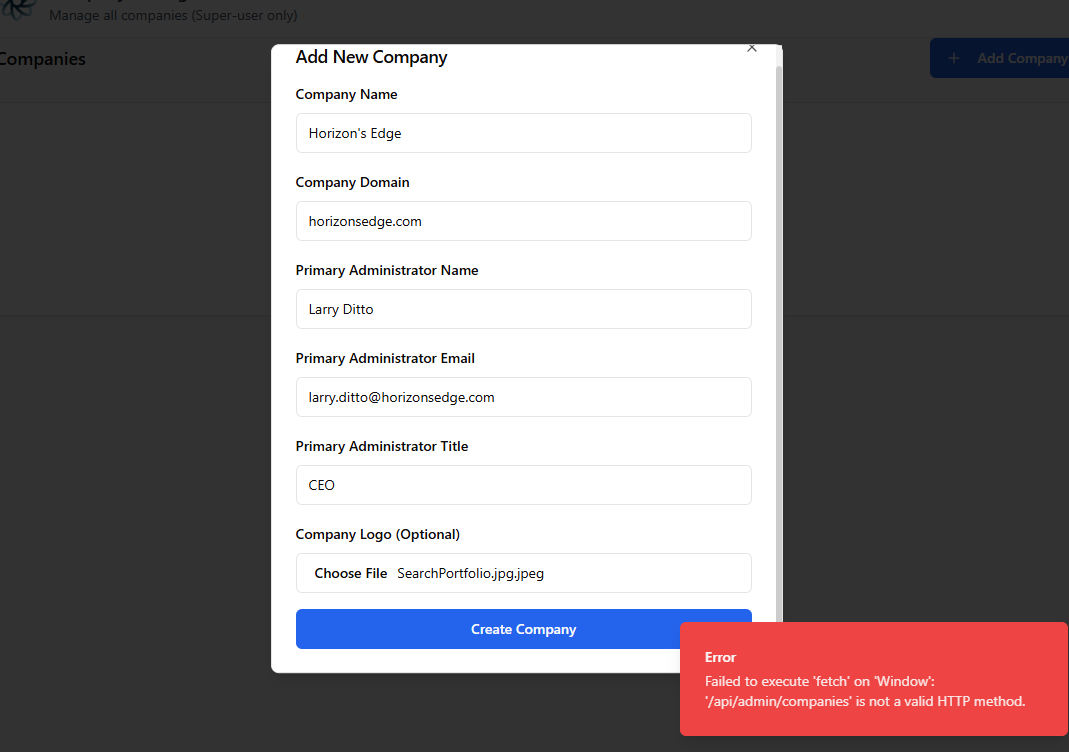 Manage all companies (Super-user only)
Companies
+ Add Company
Add New Company
Company Name
Horizon's Edge
Company Domain
horizonsedge.com
Primary Administrator Name
Larry Ditto
Primary Administrator Email
larry.ditto@horizonsedge.com
Primary Administrator Title
CEO
Company Logo (Optional)
Choose File SearchPortfolio.jpg.jpeg
Create Company
Error
Failed to execute 'fetch' on 'Window':
'/api/admin/companies' is not a valid HTTP method.